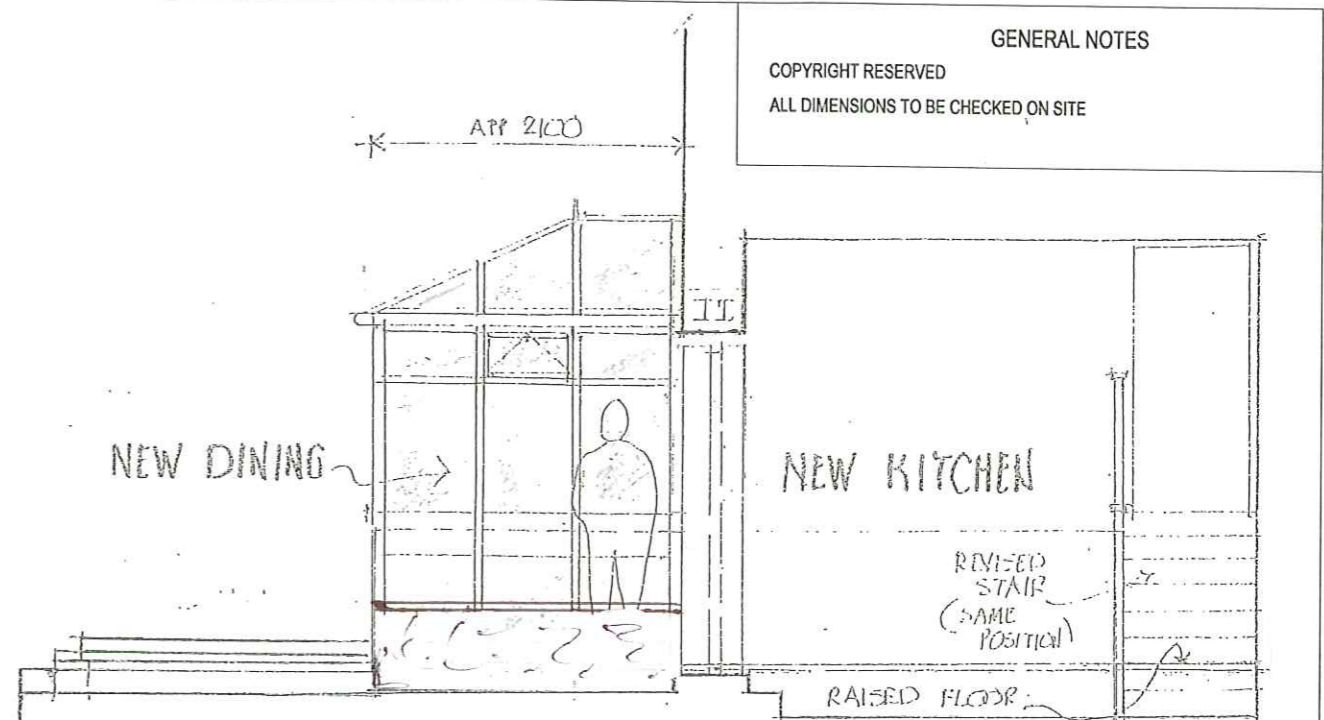 GENERAL NOTES
COPYRIGHT RESERVED
ALL DIMENSIONS TO BE CHECKED ON SITE
APP 2100
NEW DINING
NEW KITCHEN
REVISED
STAIR
(SAME
POSITION)
RAISED FLOOR